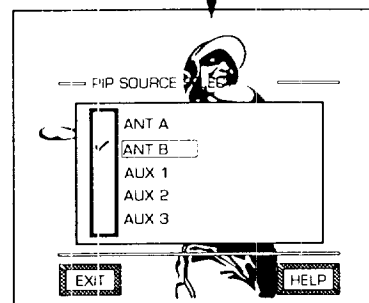 PIP SOURCE
ANT A
ANT B
AUX 1
AUX 2
AUX 3
EXIT
HELP